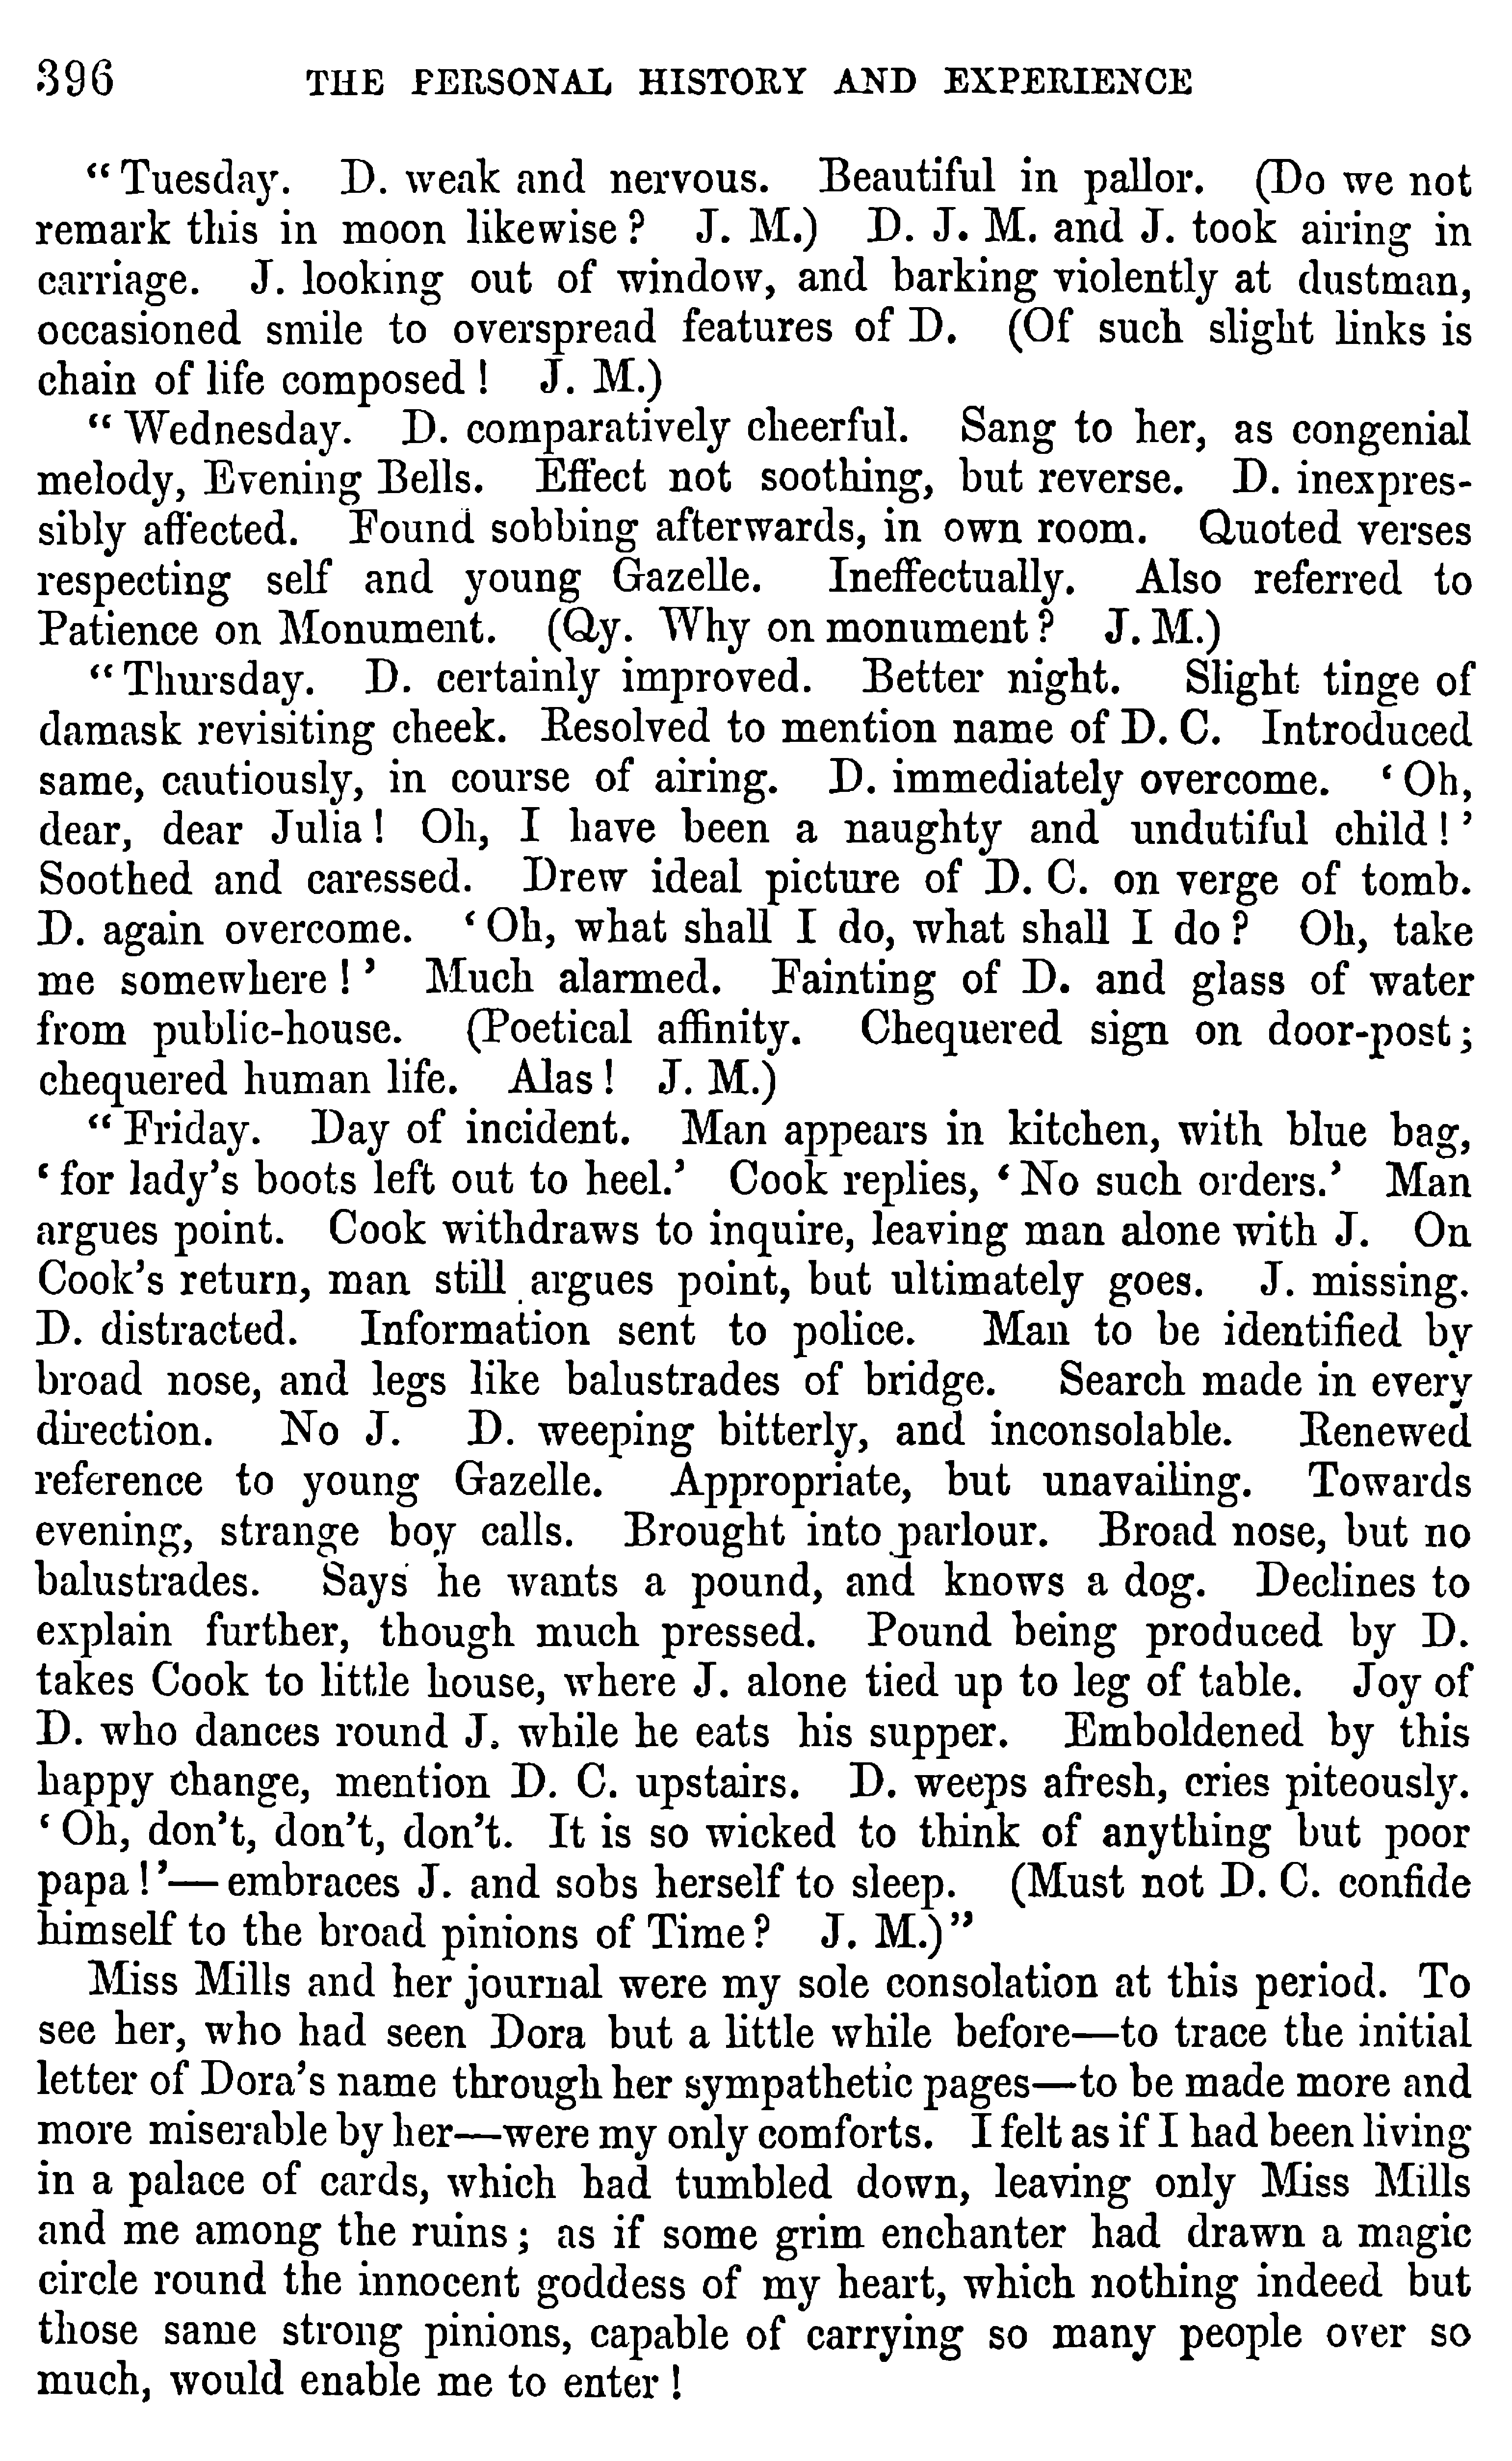 396 THE PERSONAL HISTORY AND EXPERIENCE
“Tuesday. D. weak and nervous. Beautiful in pallor. (Do we not
remark this in moon likewise? J. M.) D. J. M. and J. took airing in
carriage. J. looking out of window, and barking violently at dustman,
occasioned smile to overspread features of D. (Of such slight links is
chain of life composed! J. M.)
“Wednesday. D. comparatively cheerful. Sang to her, as congenial
melody, Evening Bells. Effect not soothing, but reverse. D. inexpres-
sibly affected. Found sobbing afterwards, in own room. Quoted verses
respecting self and young Gazelle. Ineffectually. Also referred to
Patience on Monument. (Qy. Why on monument? J. M.)
“Thursday. D. certainly improved. Better night. Slight tinge of
damask revisiting cheek. Resolved to mention name of D. C. Introduced
same, cautiously, in course of airing. D. immediately overcome. ‘Oh,
dear, dear Julia! Oh, I have been a naughty and undutiful child!’
Soothed and caressed. Drew ideal picture of D. C. on verge of tomb.
D. again overcome. ‘Oh, what shall I do, what shall I do? Oh, take
me somewhere!’ Much alarmed. Fainting of D. and glass of water
from public-house. (Poetical affinity. Chequered sign on door-post;
chequered human life. Alas! J. M.)
“Friday. Day of incident. Man appears in kitchen, with blue bag,
‘for lady’s boots left out to heel.’ Cook replies, ‘No such orders.’ Man
argues point. Cook withdraws to inquire, leaving man alone with J. On
Cook’s return, man still argues point, but ultimately goes. J. missing.
D. distracted. Information sent to police. Man to be identified by
broad nose, and legs like balustrades of bridge. Search made in every
direction. No J. D. weeping bitterly, and inconsolable. Renewed
reference to young Gazelle. Appropriate, but unavailing. Towards
evening, strange boy calls. Brought into parlour. Broad nose, but no
balustrades. Says he wants a pound, and knows a dog. Declines to
explain further, though much pressed. Pound being produced by D.
takes Cook to little house, where J. alone tied up to leg of table. Joy of
D. who dances round J. while he eats his supper. Emboldened by this
happy change, mention D. C. upstairs. D. weeps afresh, cries piteously.
‘Oh, don’t, don’t, don’t. It is so wicked to think of anything but poor
papa!’—embraces J. and sobs herself to sleep. (Must not D. C. confide
himself to the broad pinions of Time? J. M.)”
Miss Mills and her journal were my sole consolation at this period. To
see her, who had seen Dora but a little while before—to trace the initial
letter of Dora’s name through her sympathetic pages—to be made more and
more miserable by her—were my only comforts. I felt as if I had been living
in a palace of cards, which had tumbled down, leaving only Miss Mills
and me among the ruins; as if some grim enchanter had drawn a magic
circle round the innocent goddess of my heart, which nothing indeed but
those same strong pinions, capable of carrying so many people over so
much, would enable me to enter!